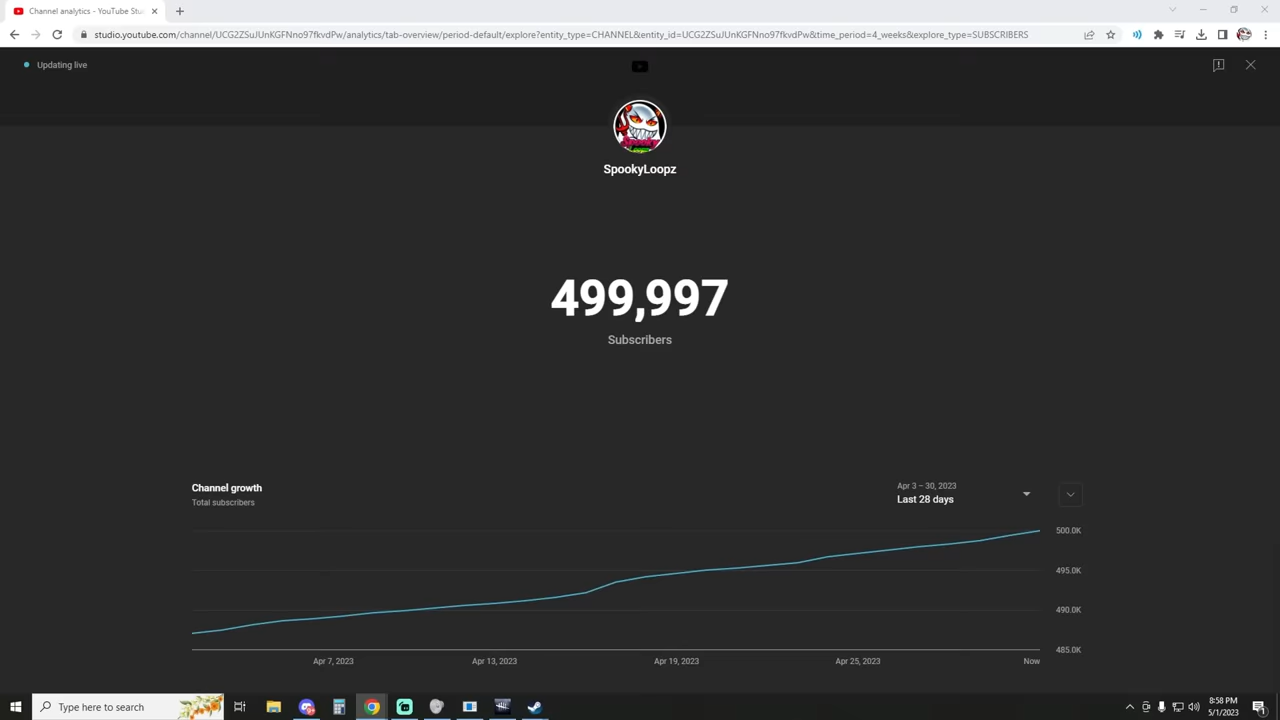 Channel analytics - YouTube Stu
studio.youtube.com/channel/UCG2ZSuJUnKGFNno97fkvdPw/analytics/tab-overview/period-default/explore?entity_type=CHANNEL&entity_id=UCG2ZSuJUnKGFNno97fkvdPw&time_period=4_weeks&explore_type=SUBSCRIBERS
Updating live
Spooky
SpookyLoopz
499,997
Subscribers
Channel growth
Total subscribers
Apr 3 – 30, 2023
Last 28 days
500.0K
495.0K
490.0K
485.0K
Apr 7, 2023
Apr 13, 2023
Apr 19, 2023
Apr 25, 2023
Now
Type here to search
8:58 PM
5/1/2023
1